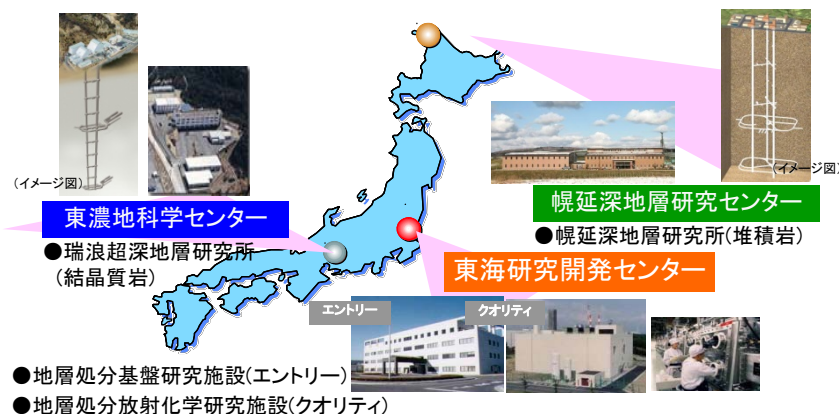 (イメージ図)
東濃地科学センター
●瑞浪超深地層研究所
(結晶質岩)
(イメージ図)
幌延深地層研究センター
●幌延深地層研究所(堆積岩)
東海研究開発センター
エントリー
クオリティ
●地層処分基盤研究施設(エントリー)
●地層処分放射化学研究施設(クオリティ)